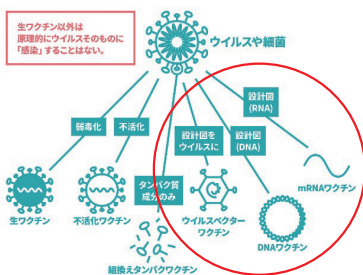 生ワクチン以外は
原理的にウイルスそのものに
「感染」することはない。
ウイルスや細菌
設計図
(RNA)
弱毒化
不活化
設計図を
ウイルスに
設計図
(DNA)
タンパク質
成分のみ
mRNAワクチン
生ワクチン
不活化ワクチン
ウイルスベクター
ワクチン
DNAワクチン
組換えタンパクワクチン